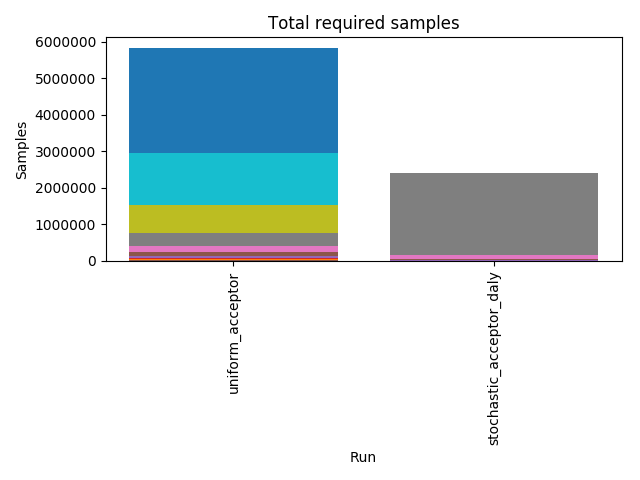 Total required samples
6000000
5000000
4000000
3000000
2000000
1000000
0
Samples
uniform_acceptor
stochastic_acceptor_daly
Run